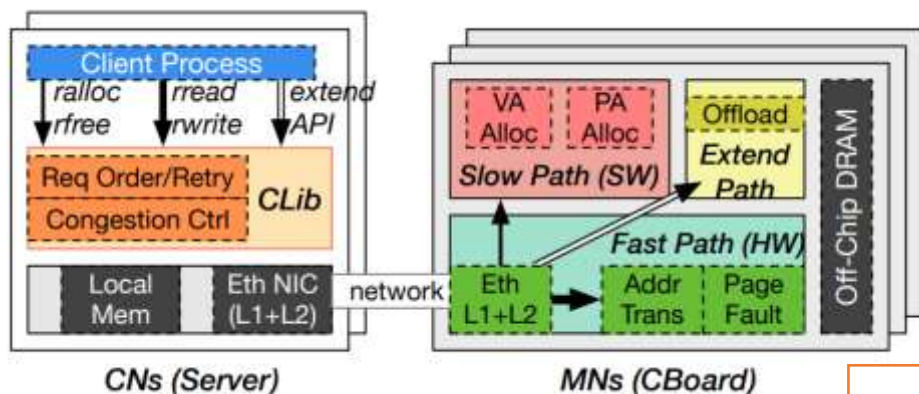 Client Process
ralloc rread extend
rfree rwrite API
Req Order/Retry
Congestion Ctrl
CLib
Local
Mem
Eth NIC
(L1+L2)
CNs (Server)
network
VA
Alloc
PA
Alloc
Slow Path (SW)
Offload
Extend
Path
Fast Path (HW)
Eth
L1+L2
Addr
Trans
Page
Fault
Off-Chip DRAM
MNs (CBoard)